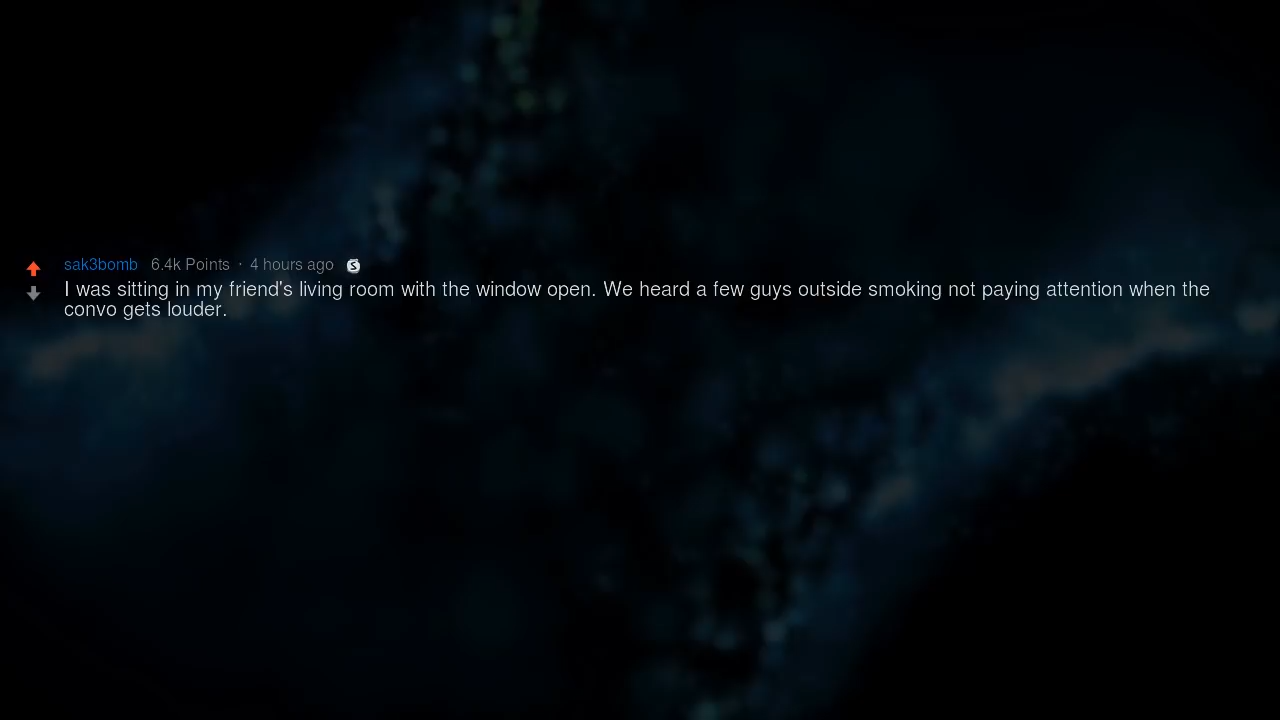 sak3bomb 6.4k Points · 4 hours ago
I was sitting in my friend's living room with the window open. We heard a few guys outside smoking not paying attention when the
convo gets louder.